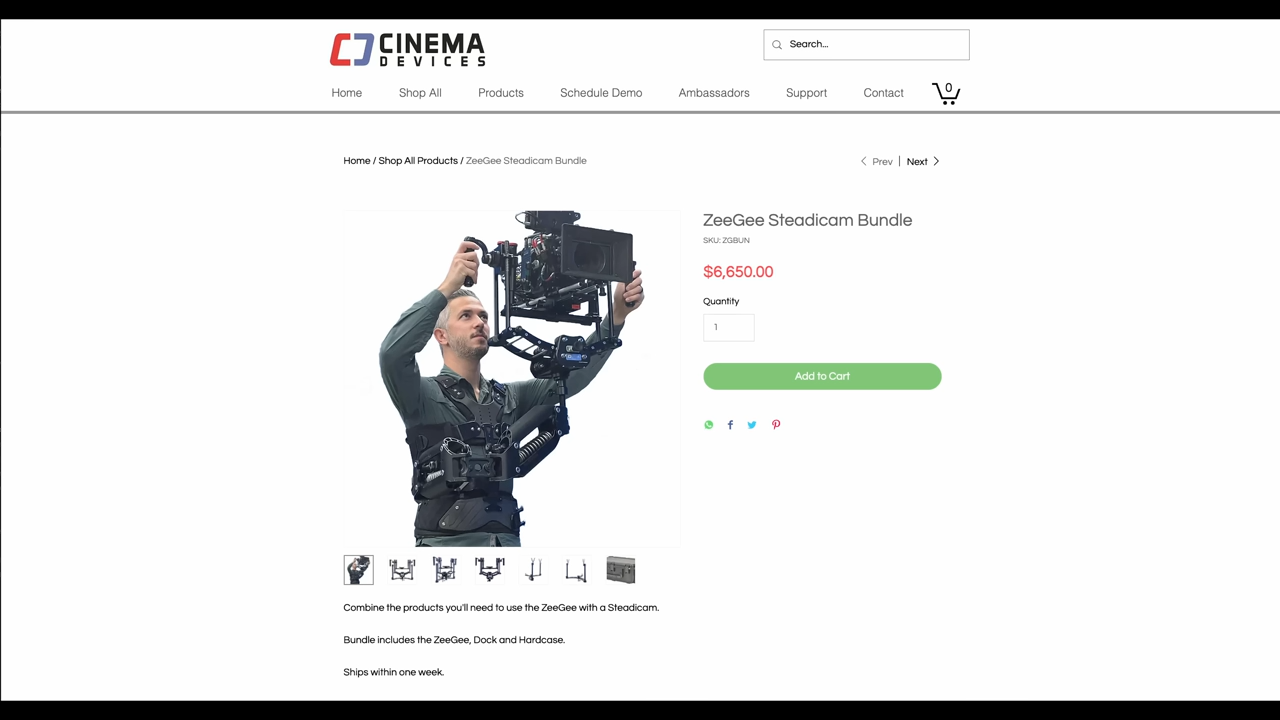 CINEMA
DEVICES
Search...
Home
Shop All
Products
Schedule Demo
Ambassadors
Support
Contact
0
Home / Shop All Products / ZeeGee Steadicam Bundle
Prev
Next
ZeeGee Steadicam Bundle
SKU: ZGBUN
$6,650.00
Quantity
1
Add to Cart
Combine the products you'll need to use the ZeeGee with a Steadicam.
Bundle includes the ZeeGee, Dock and Hardcase.
Ships within one week.